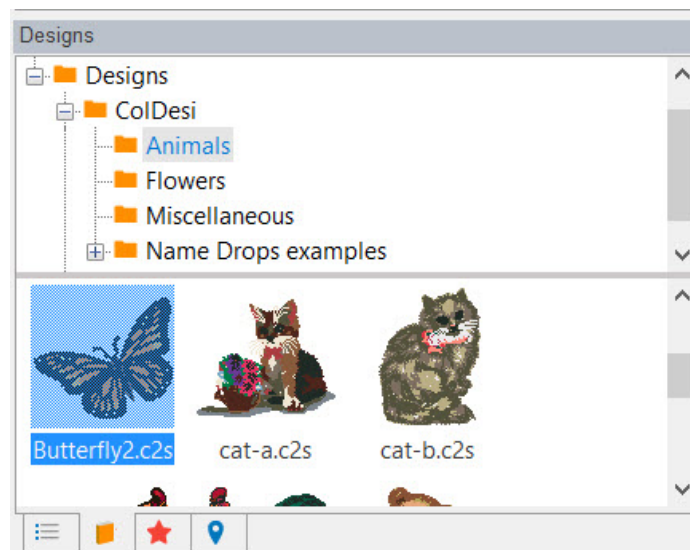 Designs
Designs
ColDesi
Animals
Flowers
Miscellaneous
Name Drops examples
Butterfly2.c2s cat-a.c2s cat-b.c2s